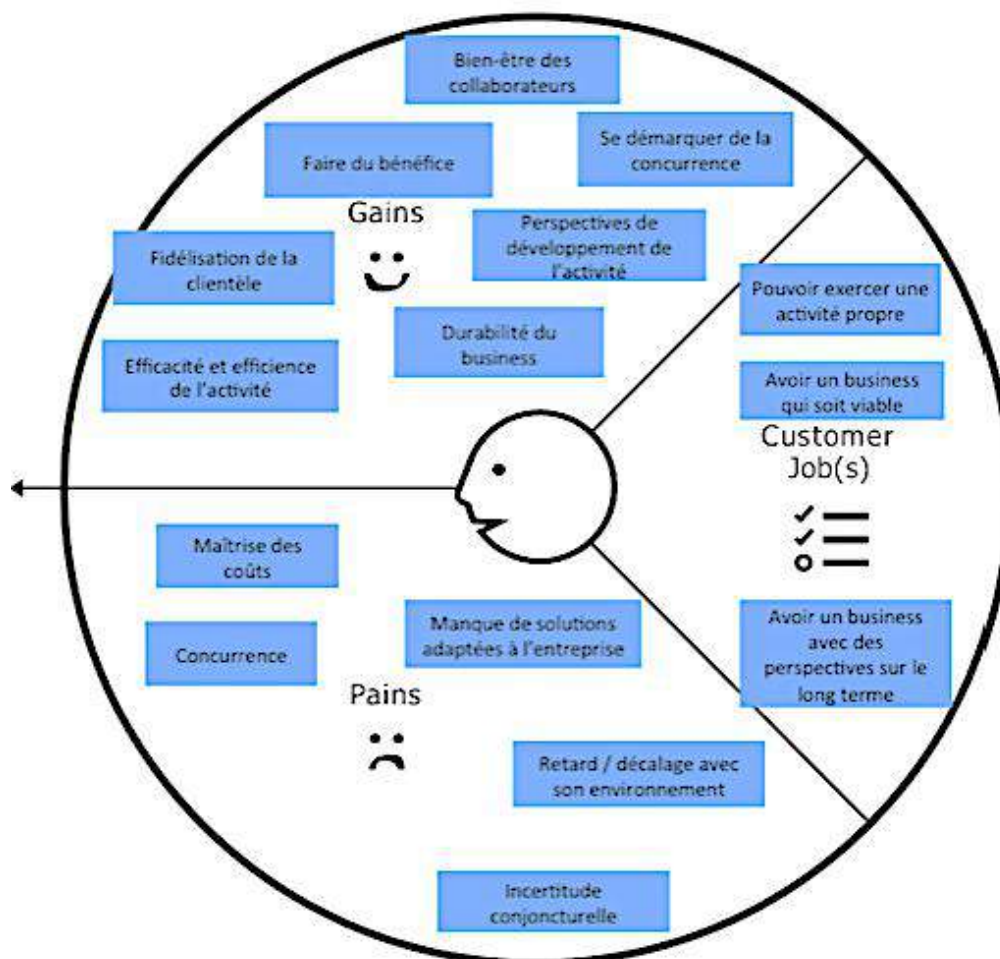 Bien-être des
collaborateurs
Se démarquer de la
concurrence
Faire du bénéfice
Gains
Perspectives de
développement de
l'activité
Fidélisation de la
clientèle
Durabilité du
business
Efficacité et efficience
de l'activité
Pouvoir exercer une
activité propre
Avoir un business
qui soit viable
Customer
Job(s)
Avoir un business
avec des
perspectives sur le
long terme
Maîtrise des
coûts
Manque de solutions
adaptées à l'entreprise
Concurrence
Pains
Retard / décalage avec
son environnement
Incertitude
conjoncturelle